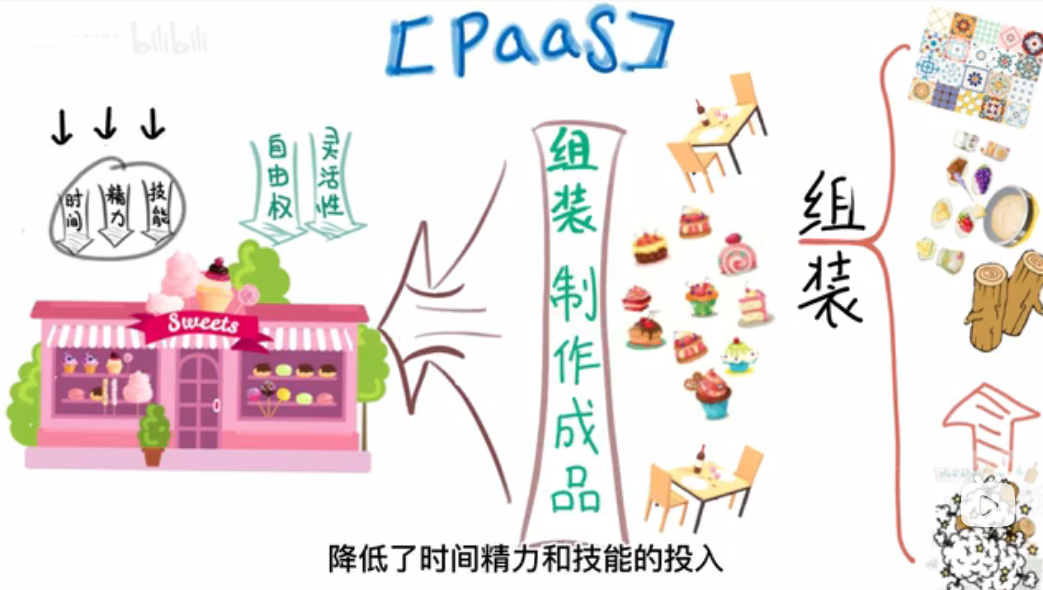 bilibili
[PaaS]
时间
精力
技能
自由权
灵活性
Sweets
组装 制作成品
组装
降低了时间精力和技能的投入